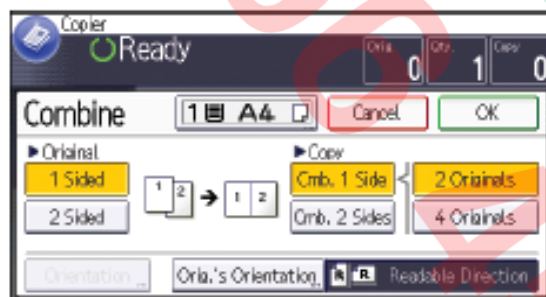 Copier
Ready
Orig. 0 Qty. 1 Copy 0
Combine 1 A4 Cancel OK
Original Copy
1 Sided 1 2 1 2 Cmb. 1 Side 2 Originals
2 Sided Cmb. 2 Sides 4 Originals
Orientation Orig.'s Orientation R R Readable Direction